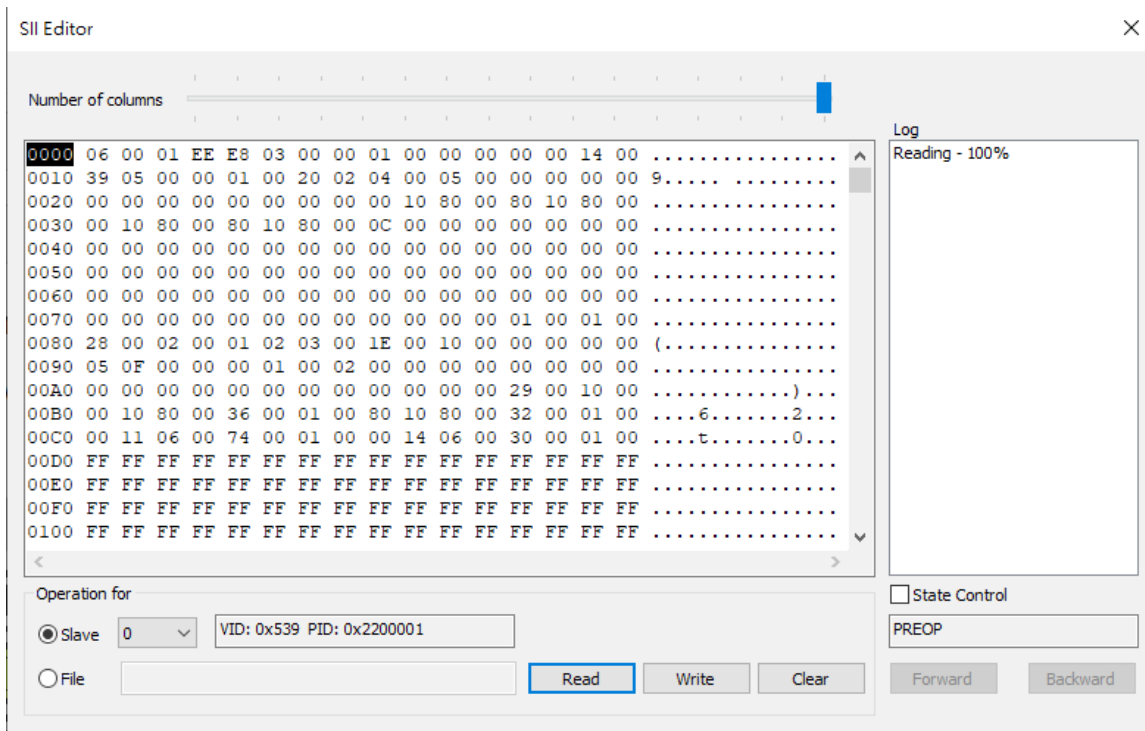 SII Editor
Number of columns
Log
0000 06 00 01 EE E8 03 00 00 01 00 00 00 00 00 14 00 ................
0010 39 05 00 00 01 00 20 02 04 00 05 00 00 00 00 00 9..... .........
0020 00 00 00 00 00 00 00 00 00 10 80 00 80 10 80 00 ................
0030 00 10 80 00 80 10 80 00 0C 00 00 00 00 00 00 00 ................
0040 00 00 00 00 00 00 00 00 00 00 00 00 00 00 00 00 ................
0050 00 00 00 00 00 00 00 00 00 00 00 00 00 00 00 00 ................
0060 00 00 00 00 00 00 00 00 00 00 00 00 00 00 00 00 ................
0070 00 00 00 00 00 00 00 00 00 00 00 00 01 00 01 00 ................
0080 28 00 02 00 01 02 03 00 1E 00 10 00 00 00 00 00 (...............
0090 05 0F 00 00 00 01 00 02 00 00 00 00 00 00 00 00 ................
00A0 00 00 00 00 00 00 00 00 00 00 00 00 29 00 10 00 ............)...
00B0 00 10 80 00 36 00 01 00 80 10 80 00 32 00 01 00 ....6.......2...
00C0 00 11 06 00 74 00 01 00 00 14 06 00 30 00 01 00 ....t.......0...
00D0 FF FF FF FF FF FF FF FF FF FF FF FF FF FF FF FF ................
00E0 FF FF FF FF FF FF FF FF FF FF FF FF FF FF FF FF ................
00F0 FF FF FF FF FF FF FF FF FF FF FF FF FF FF FF FF ................
0100 FF FF FF FF FF FF FF FF FF FF FF FF FF FF FF FF ................
Reading - 100%
Operation for
Slave 0 VID: 0x539 PID: 0x2200001
File Read Write Clear
State Control
PREOP
Forward Backward